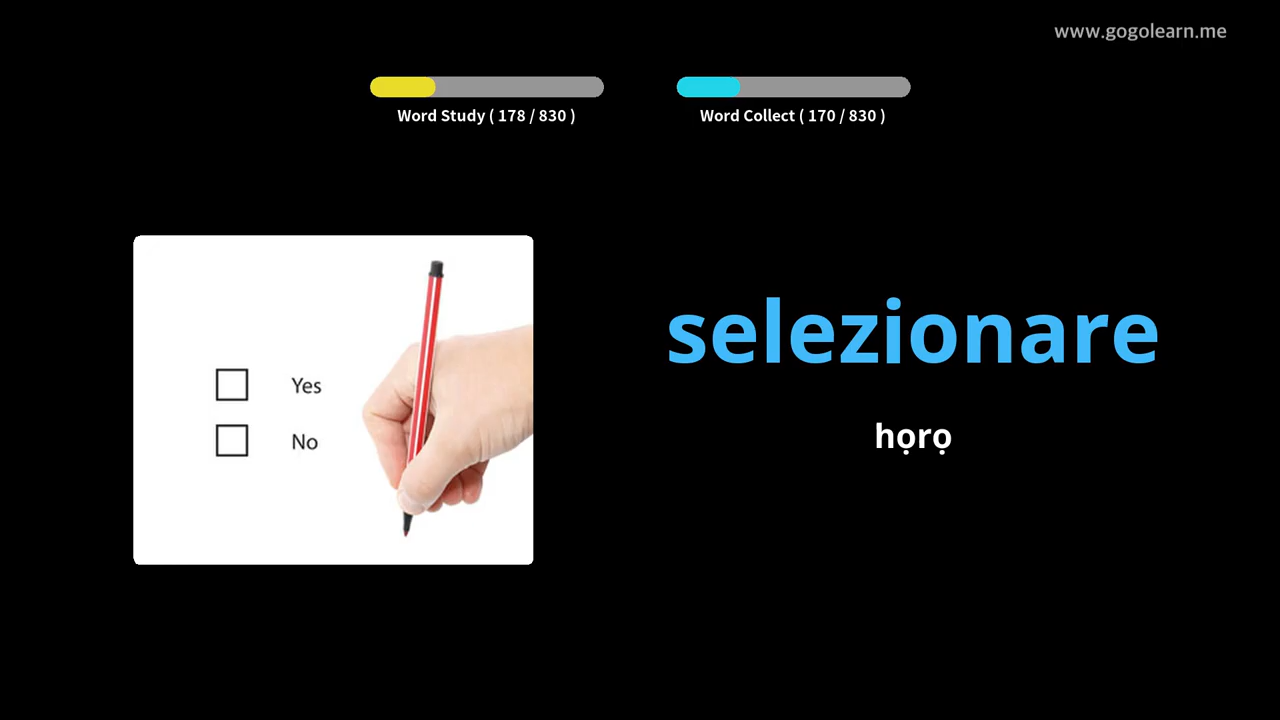 www.gogolearn.me
Word Study ( 178 / 830 )
Word Collect ( 170 / 830 )
Yes
No
selezionare
họrọ